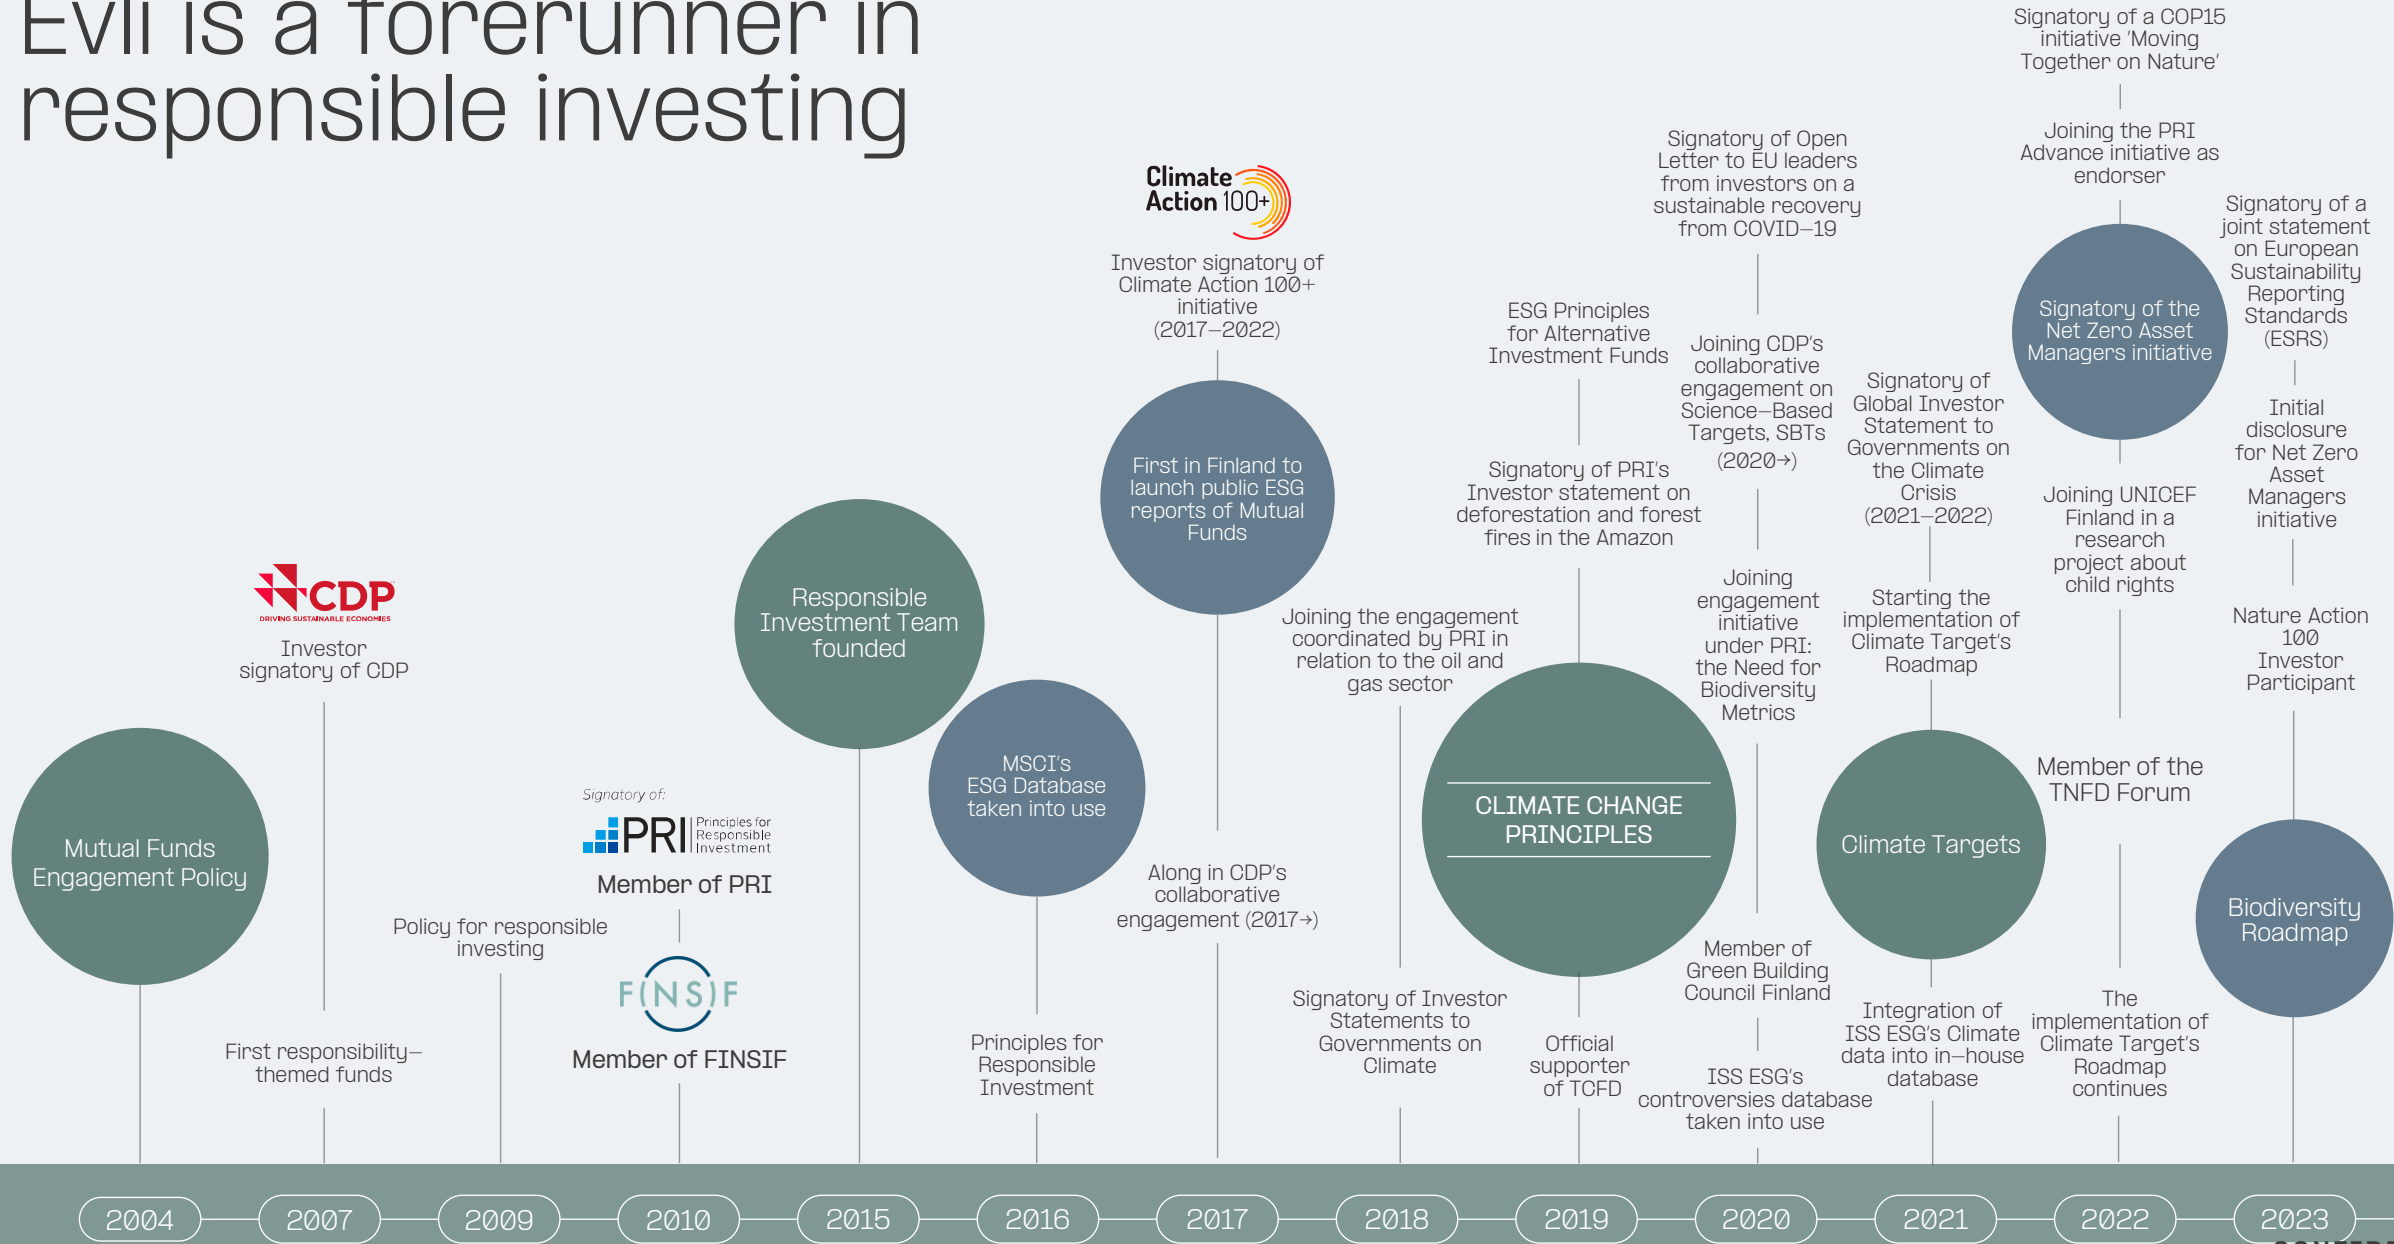 Evli is a forerunner in
responsible investing
Mutual Funds
Engagement Policy
CDP
DRIVING SUSTAINABLE ECONOMIES
Investor
signatory of CDP
First responsibility–
themed funds
Policy for responsible
investing
Signatory of:
PRI
Principles for
Responsible
Investment
Member of PRI
FINSIF
Member of FINSIF
Responsible
Investment Team
founded
MSCI's
ESG Database
taken into use
Principles for
Responsible
Investment
Climate
Action 100+
Investor signatory of
Climate Action 100+
initiative
(2017–2022)
First in Finland to
launch public ESG
reports of Mutual
Funds
Along in CDP's
collaborative
engagement (2017→)
Joining the engagement
coordinated by PRI in
relation to the oil and
gas sector
Signatory of Investor
Statements to
Governments on
Climate
ESG Principles
for Alternative
Investment Funds
Signatory of PRI's
Investor statement on
deforestation and forest
fires in the Amazon
CLIMATE CHANGE
PRINCIPLES
Official
supporter
of TCFD
Signatory of Open
Letter to EU leaders
from investors on a
sustainable recovery
from COVID–19
Joining CDP's
collaborative
engagement on
Science–Based
Targets, SBTs
(2020→)
Joining
engagement
initiative
under PRI:
the Need for
Biodiversity
Metrics
Member of
Green Building
Council Finland
ISS ESG's
controversies database
taken into use
Signatory of
Global Investor
Statement to
Governments on
the Climate
Crisis
(2021–2022)
Starting the
implementation of
Climate Target's
Roadmap
Climate Targets
Integration of
ISS ESG's Climate
data into in–house
database
Signatory of a COP15
initiative 'Moving
Together on Nature'
Joining the PRI
Advance initiative as
endorser
Signatory of the
Net Zero Asset
Managers initiative
Joining UNICEF
Finland in a
research
project about
child rights
Member of the
TNFD Forum
The
implementation of
Climate Target's
Roadmap
continues
Signatory of a
joint statement
on European
Sustainability
Reporting
Standards
(ESRS)
Initial
disclosure
for Net Zero
Asset
Managers
initiative
Nature Action
100
Investor
Participant
Biodiversity
Roadmap
2004
2007
2009
2010
2015
2016
2017
2018
2019
2020
2021
2022
2023